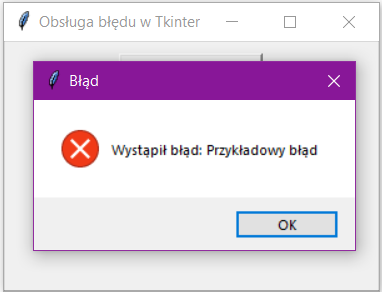 Obsługa błędu w Tkinter
Błąd
Wystąpił błąd: Przykładowy błąd
OK